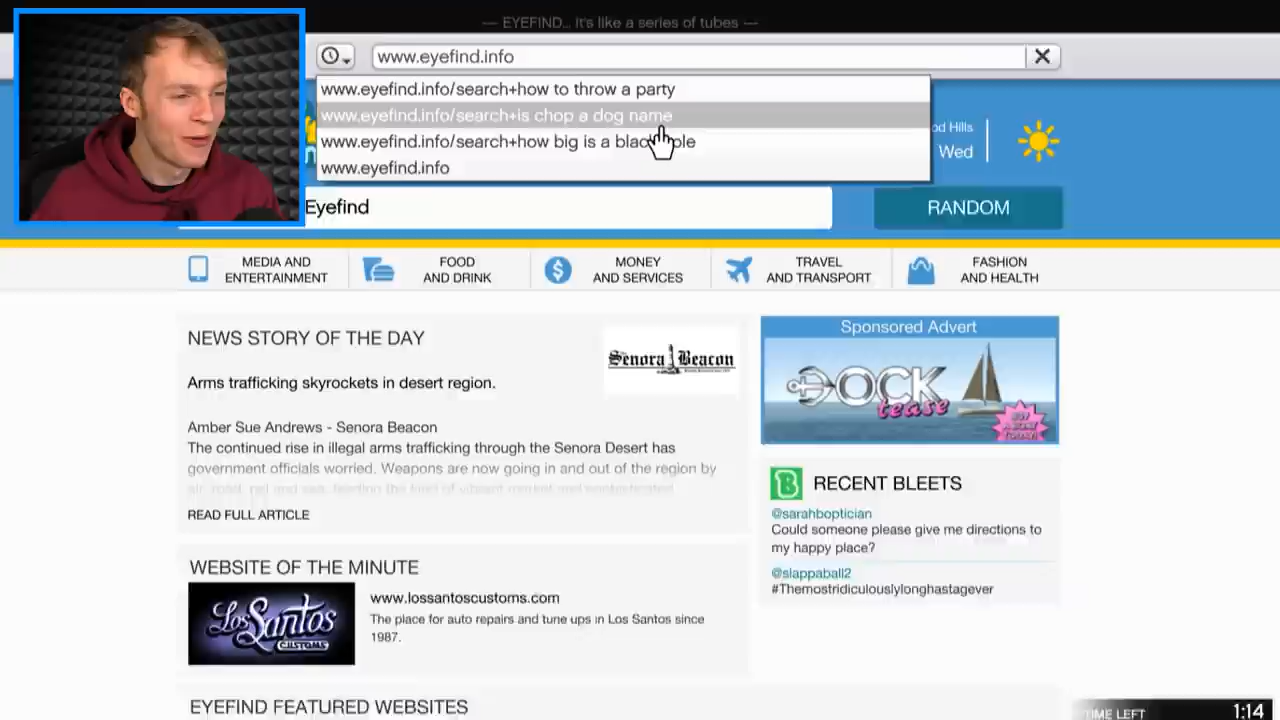 --- EYEFIND... it's like a series of tubes ---
www.eyefind.info
www.eyefind.info/search+how to throw a party
www.eyefind.info/search+is chop a dog name
www.eyefind.info/search+how big is a
www.eyefind.info
Hills
Wed
Eyefind
RANDOM
MEDIA AND
ENTERTAINMENT
FOOD
AND DRINK
MONEY
AND SERVICES
TRAVEL
AND TRANSPORT
FASHION
AND HEALTH
NEWS STORY OF THE DAY
The Senora Beacon
Arms trafficking skyrockets in desert region.
Amber Sue Andrews - Senora Beacon
The continued rise in illegal arms trafficking through the Senora Desert has
government officials worried. Weapons are now going in and out of the region by
READ FULL ARTICLE
Sponsored Advert
DOCK
tease
RECENT BLEETS
@sarahboptician
Could someone please give me directions to
my happy place?
@slappaball2
#Themostridiculouslylonghastagever
WEBSITE OF THE MINUTE
Los Santos
CUSTOMS
www.lossantoscustoms.com
The place for auto repairs and tune ups in Los Santos since
1987.
EYEFIND FEATURED WEBSITES
TIME LEFT 1:14